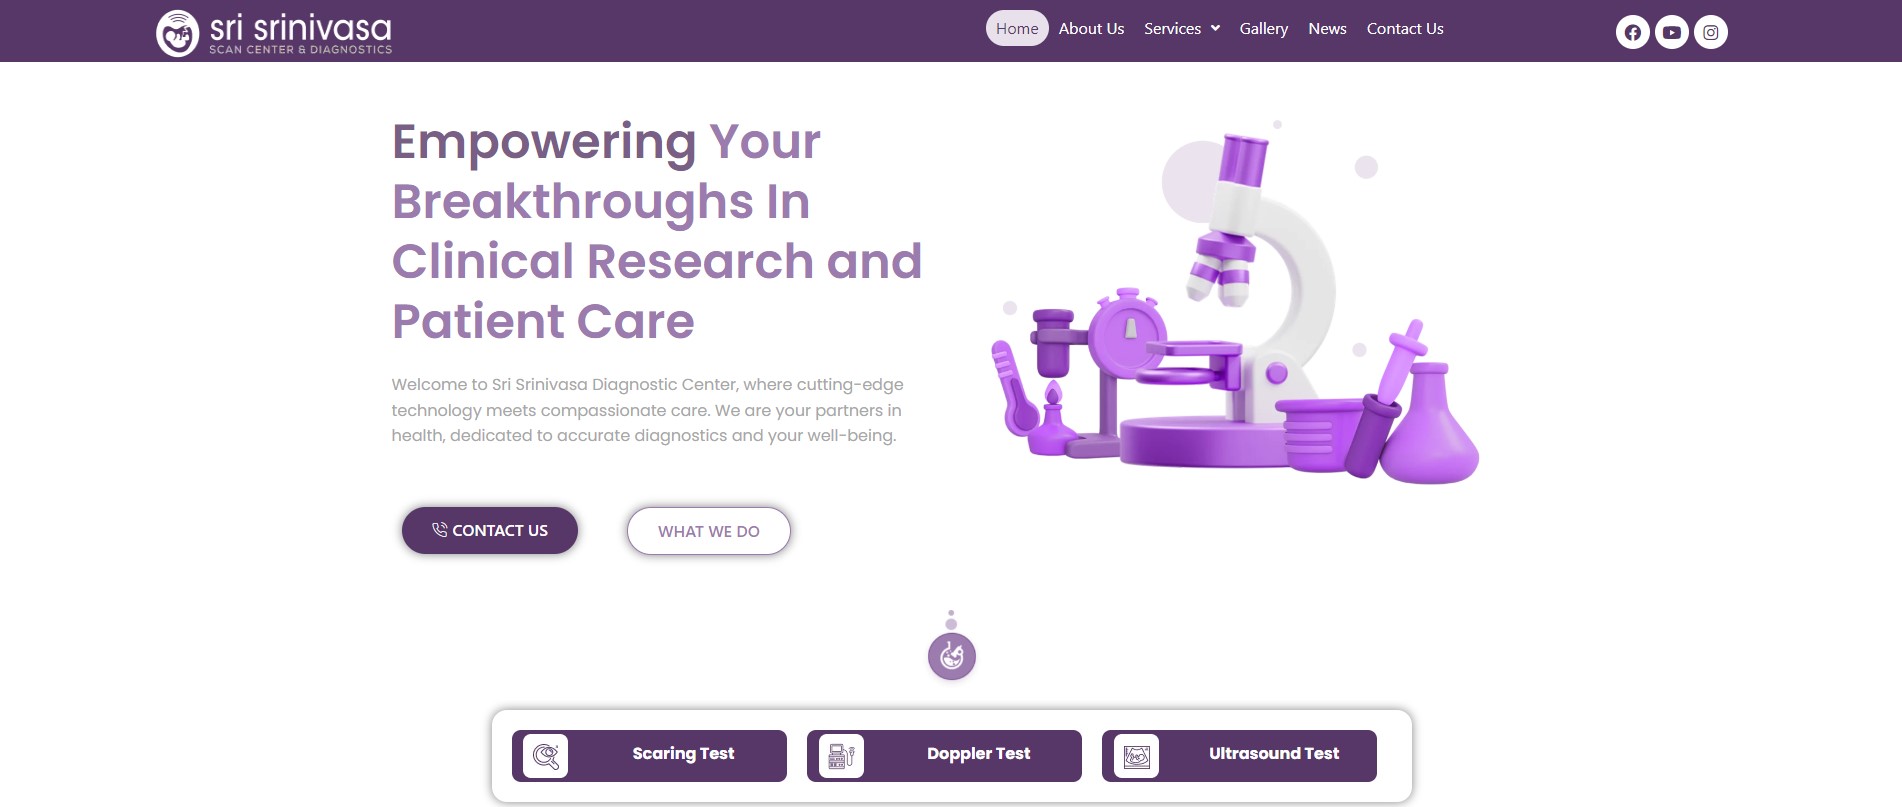 sri srinivasa
SCAN CENTER & DIAGNOSTICS
Home
About Us
Services
Gallery
News
Contact Us
Empowering Your
Breakthroughs In
Clinical Research and
Patient Care
Welcome to Sri Srinivasa Diagnostic Center, where cutting-edge
technology meets compassionate care. We are your partners in
health, dedicated to accurate diagnostics and your well-being.
CONTACT US
WHAT WE DO
Scaring Test
Doppler Test
Ultrasound Test